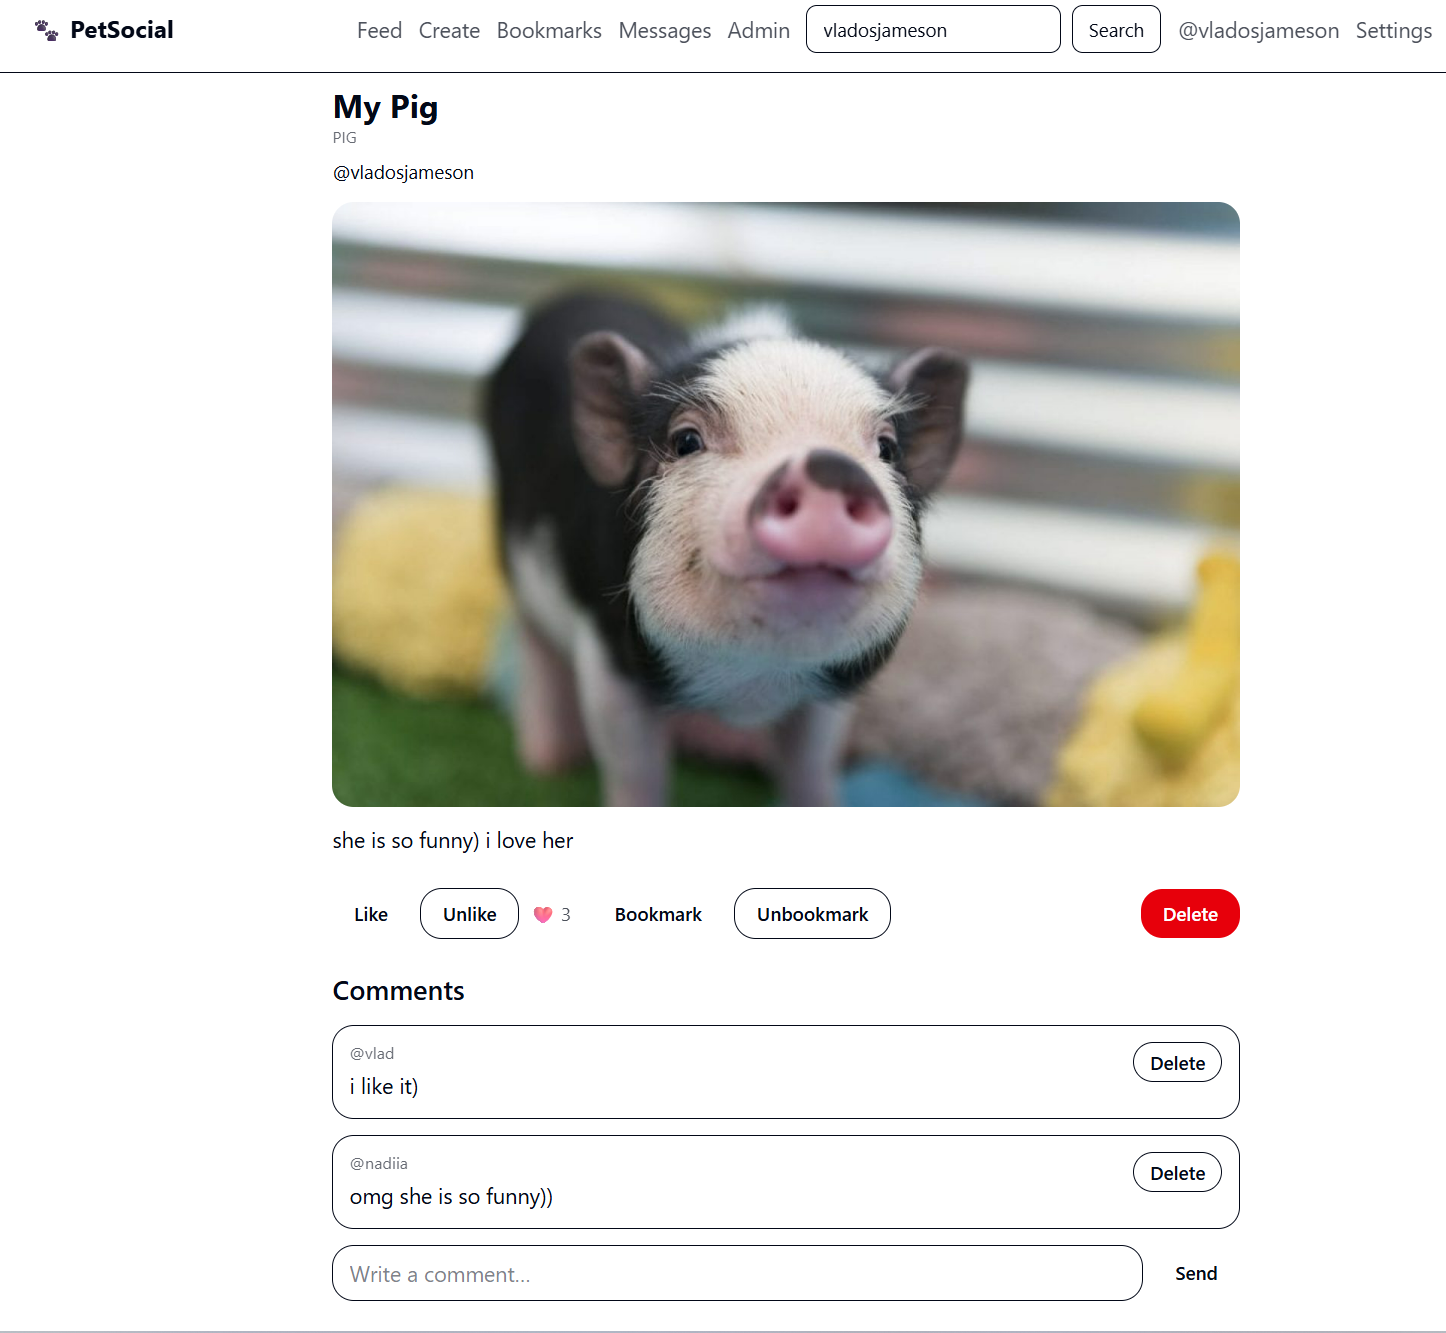 PetSocial Feed Create Bookmarks Messages Admin vladosjameson Search @vladosjameson Settings
My Pig
PIG
@vladosjameson
she is so funny) i love her
Like Unlike 3 Bookmark Unbookmark Delete
Comments
@vlad
i like it)
Delete
@nadiia
omg she is so funny))
Delete
Write a comment... Send